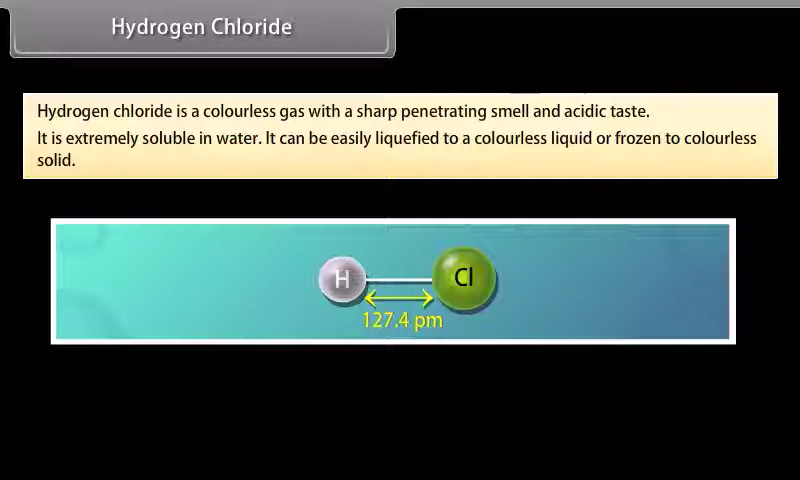 Hydrogen Chloride
Hydrogen chloride is a colourless gas with a sharp penetrating smell and acidic taste.
It is extremely soluble in water. It can be easily liquefied to a colourless liquid or frozen to colourless
solid.
H Cl
127.4 pm